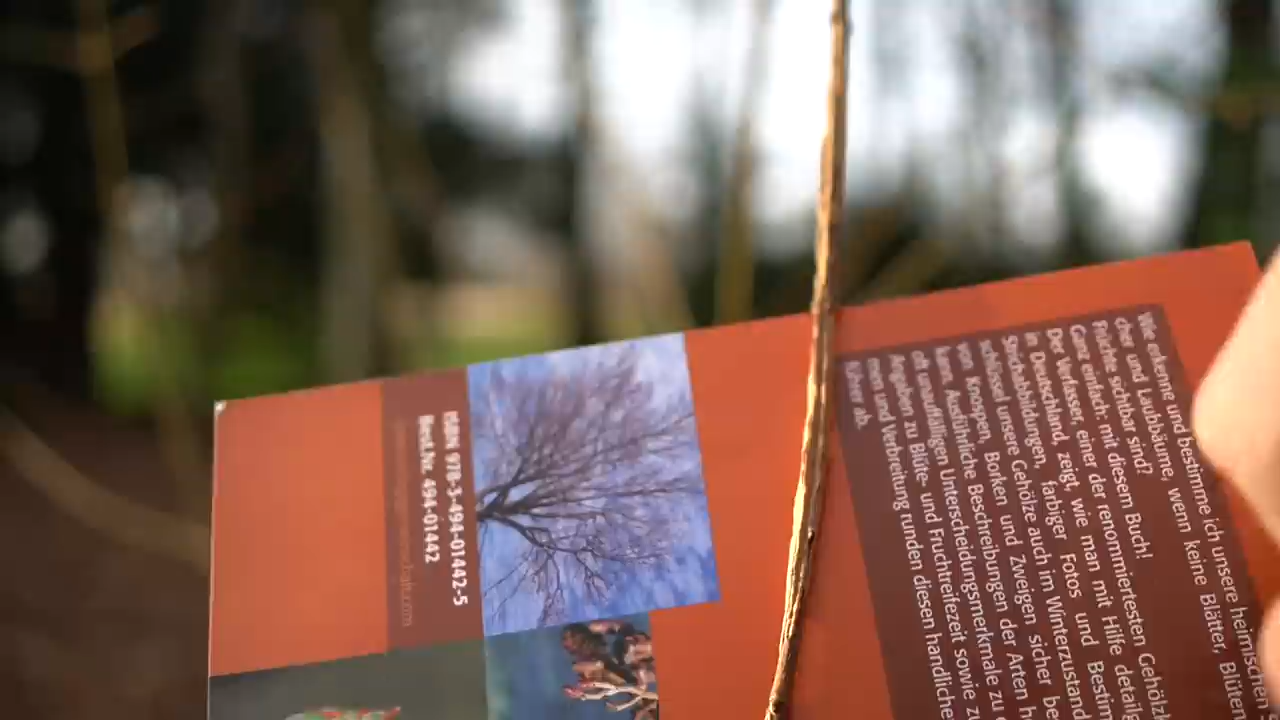 Wie erkenne und bestimme ich unsere heimischen
cher und Laubbäume, wenn keine Blätter, Blüten
Früchte sichtbar sind?
Ganz einfach: mit diesem Buch!
Der Verfasser, einer der renommiertesten Gehölz
in Deutschland, zeigt, wie man mit Hilfe detail
Strichabbildungen, farbiger Fotos und Bestim
schlüssel unsere Gehölze auch im Winterzustand
von Knospen, Borken und Zweigen sicher be
kann. Ausführliche Beschreibungen der Arten h
oft unauffälligen Unterscheidungsmerkmale zu
Angaben zu Blüte- und Fruchtreifezeit sowie zu
men und Verbreitung runden diesen handliche
führer ab.
ISBN 978-3-494-01442-5
Best.Nr. 494-01442